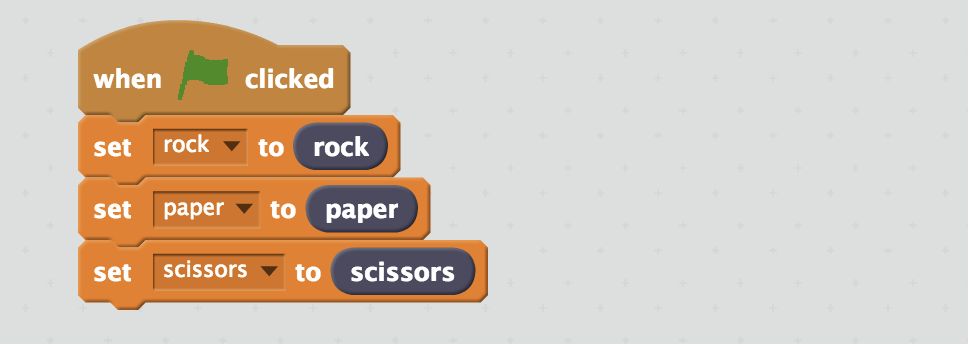 when clicked
set rock to rock
set paper to paper
set scissors to scissors